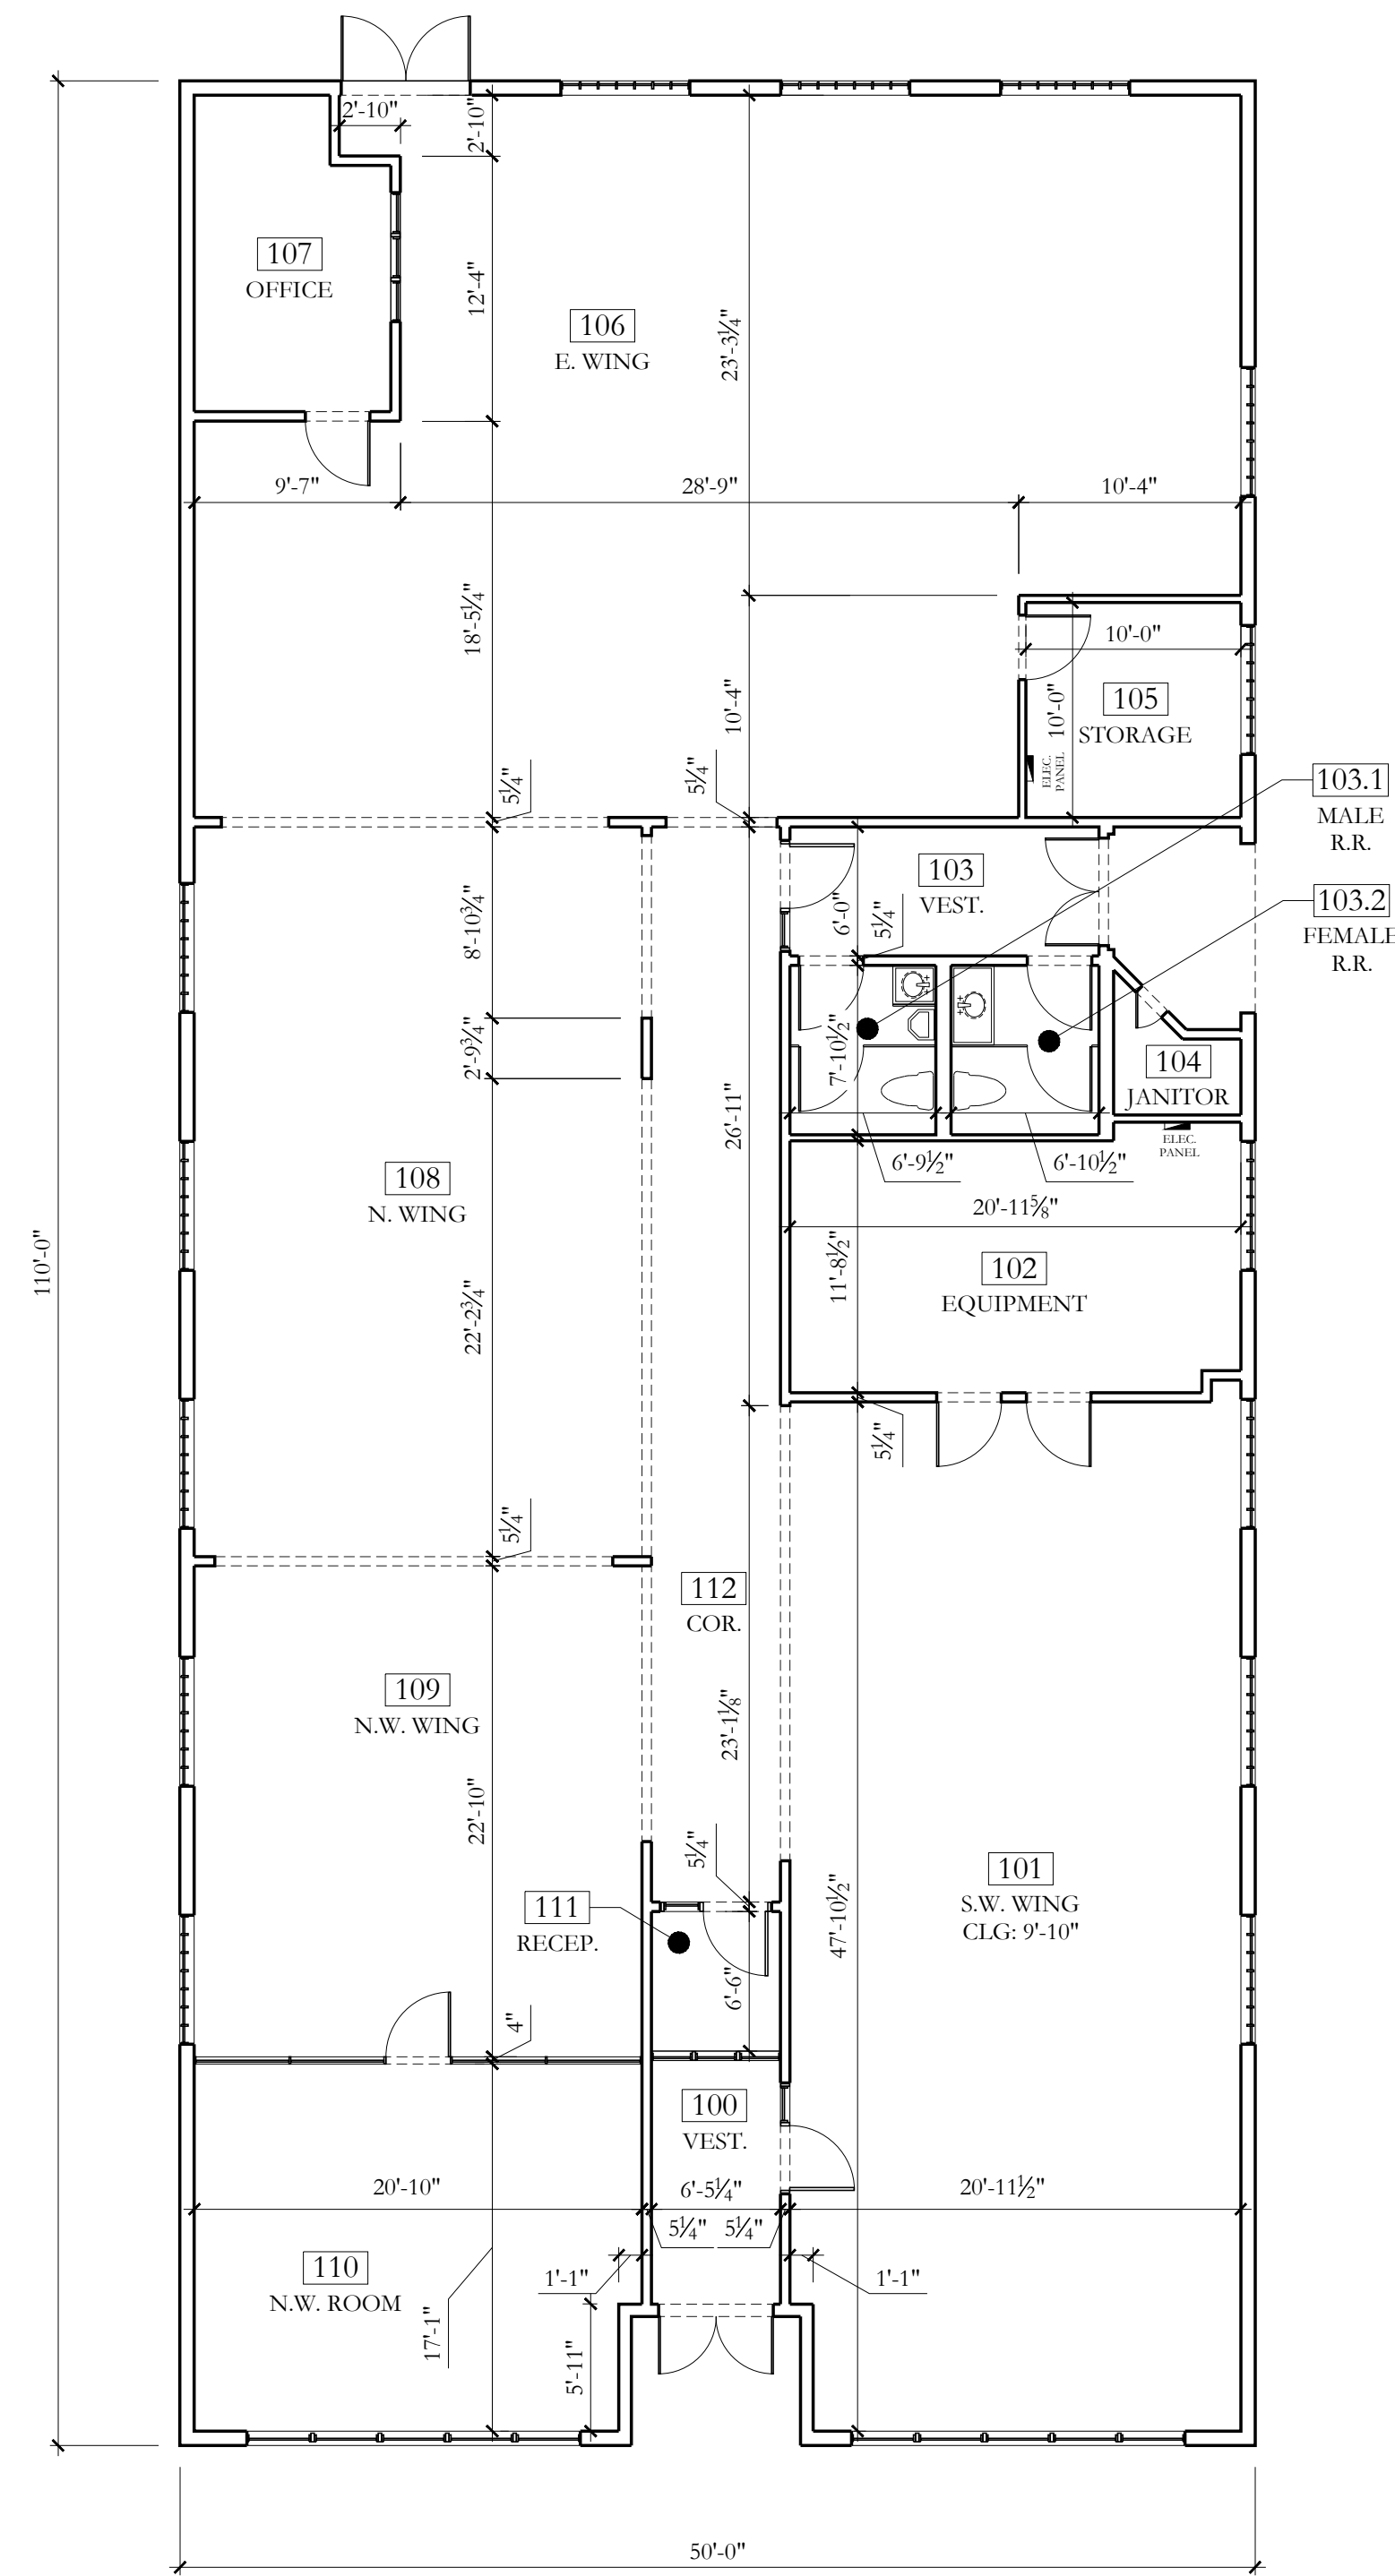 2'-10"
2'-10"
107
OFFICE
12'-4"
106
E. WING
23'-3¼"
9'-7"
28'-9"
10'-4"
18'-5¼"
10'-0"
10'-4"
10'-0"
105
STORAGE
ELEC.
PANEL
5¼"
5¼"
103.1
MALE
R.R.
103
VEST.
103.2
FEMALE
R.R.
8'-10¾"
6'-0"
5¼"
2'-9¾"
7'-10½"
104
JANITOR
ELEC.
PANEL
26'-11"
6'-9½"
6'-10½"
108
N. WING
20'-11⅝"
110'-0"
22'-2¾"
11'-8½"
102
EQUIPMENT
5¼"
5¼"
112
COR.
109
N.W. WING
23'-1⅛"
22'-10"
5¼"
101
S.W. WING
CLG: 9'-10"
111
RECEP.
47'-10½"
6'-6"
4"
100
VEST.
20'-10"
6'-5¼"
20'-11½"
5¼"
5¼"
110
N.W. ROOM
1'-1"
1'-1"
17'-1"
5'-11"
50'-0"